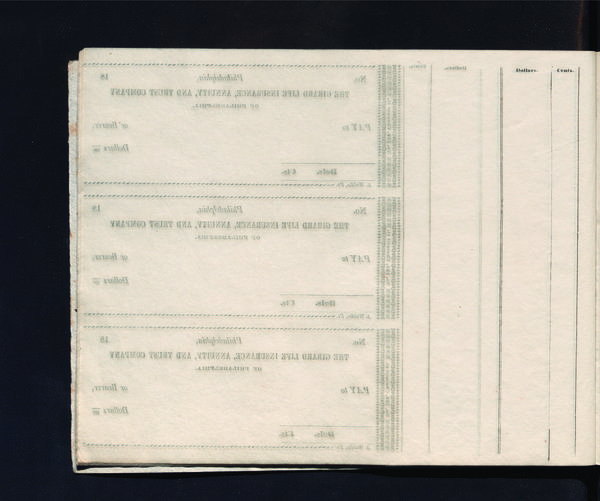 Dollars. Cents.
No. Philadelphia, 18
THE GIRARD LIFE INSURANCE, ANNUITY, AND TRUST COMPANY
OF PHILADELPHIA.
PAY to or Bearer,
Dollars
Dolls. Cts.
No. Philadelphia, 18
THE GIRARD LIFE INSURANCE, ANNUITY, AND TRUST COMPANY
OF PHILADELPHIA.
PAY to or Bearer,
Dollars
Dolls. Cts.
No. Philadelphia, 18
THE GIRARD LIFE INSURANCE, ANNUITY, AND TRUST COMPANY
OF PHILADELPHIA.
PAY to or Bearer,
Dollars
Dolls. Cts.